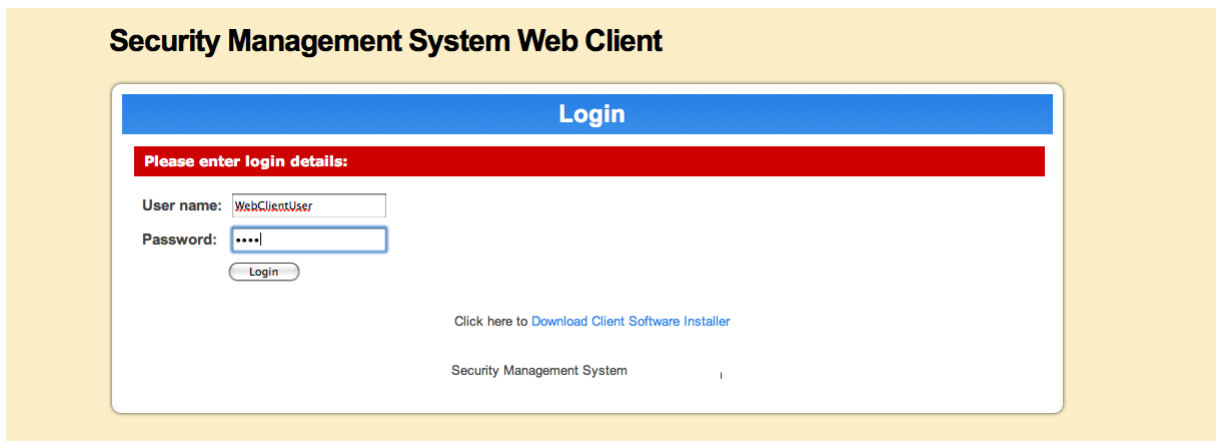 Security Management System Web Client
Login
Please enter login details:
User name: WebClientUser
Password: ••••
Login
Click here to Download Client Software Installer
Security Management System